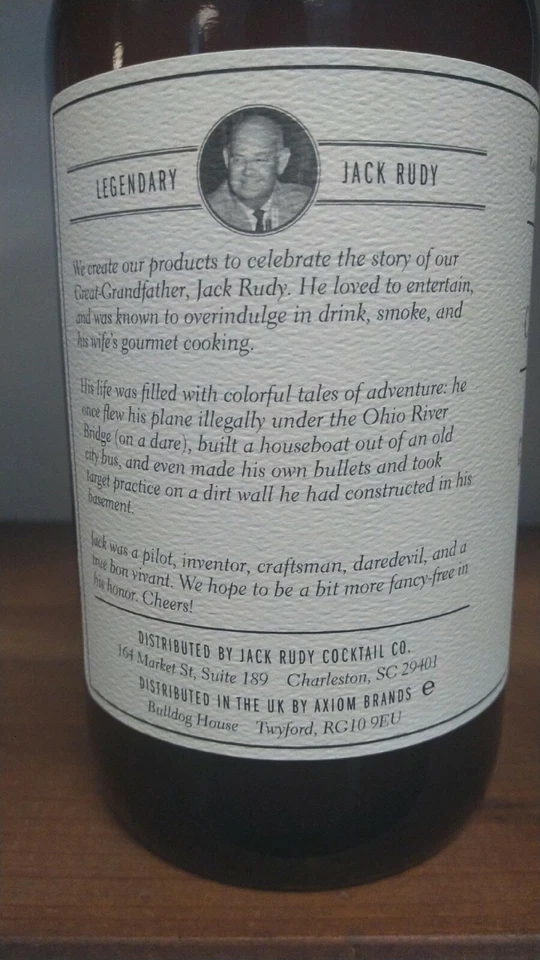 LEGENDARY JACK RUDY
We create our products to celebrate the story of our
Great-Grandfather, Jack Rudy. He loved to entertain,
and was known to overindulge in drink, smoke, and
his wife's gourmet cooking.
His life was filled with colorful tales of adventure: he
once flew his plane illegally under the Ohio River
Bridge (on a dare), built a houseboat out of an old
city bus, and even made his own bullets and took
target practice on a dirt wall he had constructed in his
basement.
Jack was a pilot, inventor, craftsman, daredevil, and a
true bon vivant. We hope to be a bit more fancy-free in
his honor. Cheers!
DISTRIBUTED BY JACK RUDY COCKTAIL CO.
164 Market St, Suite 189 Charleston, SC 29401
DISTRIBUTED IN THE UK BY AXIOM BRANDS ℮
Bulldog House Twyford, RG10 9EU